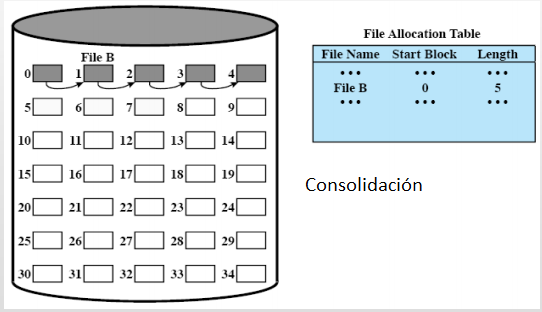 File B
0 1 2 3 4
5 6 7 8 9
10 11 12 13 14
15 16 17 18 19
20 21 22 23 24
25 26 27 28 29
30 31 32 33 34
File Allocation Table
File Name Start Block Length
••• ••• •••
File B 0 5
••• ••• •••
Consolidación